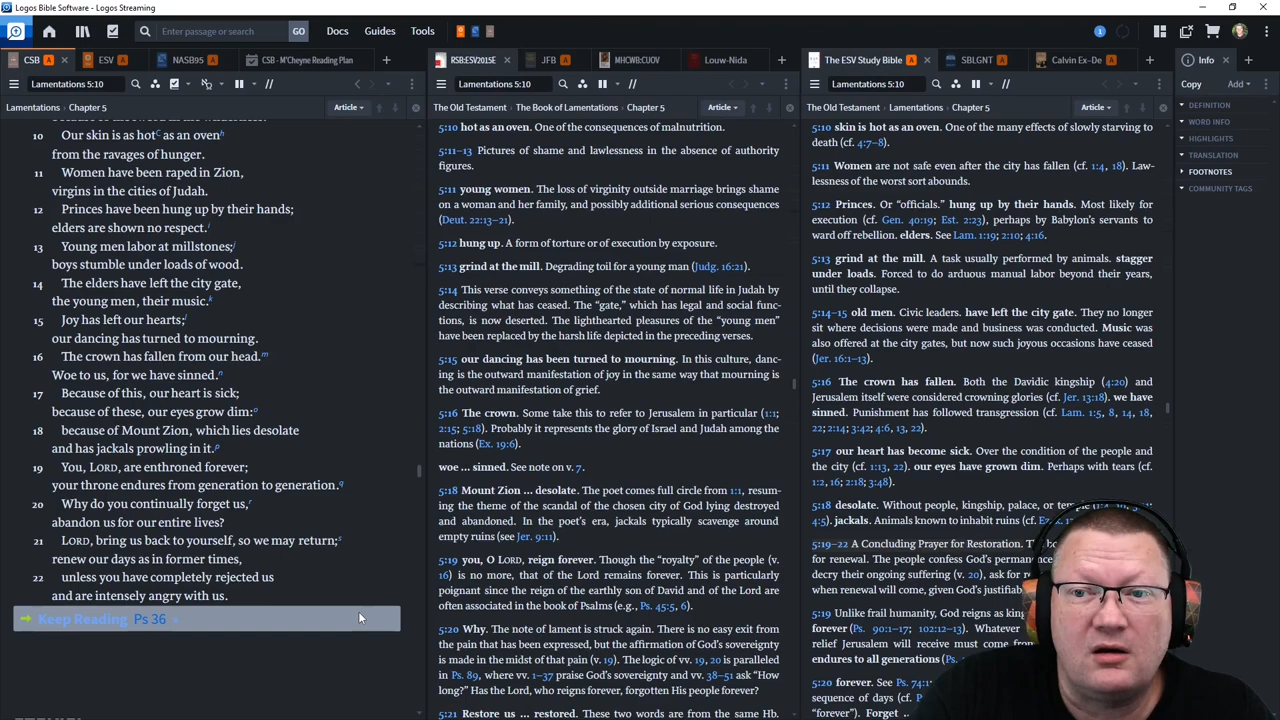 Logos Bible Software - Logos Streaming
Enter passage or search
GO
Docs
Guides
Tools
1
CSB A
ESV A
NASB95 A
CSB - M'Cheyne Reading Plan
RSB:ESV2015E
JFB A
MHCWB:CUOV
Louw-Nida
The ESV Study Bible A
SBLGNT A
Calvin Ex–De A
Info
Lamentations 5:10
Lamentations 5:10
Lamentations 5:10
Copy
Add
Lamentations › Chapter 5
Article
The Old Testament › The Book of Lamentations › Chapter 5
Article
The Old Testament › Lamentations › Chapter 5
Article
10 Our skin is as hot c as an oven h
from the ravages of hunger.
11 Women have been raped in Zion,
virgins in the cities of Judah.
12 Princes have been hung up by their hands;
elders are shown no respect. i
13 Young men labor at millstones; j
boys stumble under loads of wood.
14 The elders have left the city gate,
the young men, their music. k
15 Joy has left our hearts; l
our dancing has turned to mourning.
16 The crown has fallen from our head. m
Woe to us, for we have sinned. n
17 Because of this, our heart is sick;
because of these, our eyes grow dim: o
18 because of Mount Zion, which lies desolate
and has jackals prowling in it. p
19 You, LORD, are enthroned forever;
your throne endures from generation to generation. q
20 Why do you continually forget us, r
abandon us for our entire lives?
21 LORD, bring us back to yourself, so we may return; s
renew our days as in former times,
22 unless you have completely rejected us
and are intensely angry with us.
Keep Reading Ps 36 »
5:10 hot as an oven. One of the consequences of malnutrition.
5:11–13 Pictures of shame and lawlessness in the absence of authority
figures.
5:11 young women. The loss of virginity outside marriage brings shame
on a woman and her family, and possibly additional serious consequences
(Deut. 22:13–21).
5:12 hung up. A form of torture or of execution by exposure.
5:13 grind at the mill. Degrading toil for a young man (Judg. 16:21).
5:14 This verse conveys something of the state of normal life in Judah by
describing what has ceased. The “gate,” which has legal and social func-
tions, is now deserted. The lighthearted pleasures of the “young men”
have been replaced by the harsh life depicted in the preceding verses.
5:15 our dancing has been turned to mourning. In this culture, danc-
ing is the outward manifestation of joy in the same way that mourning is
the outward manifestation of grief.
5:16 The crown. Some take this to refer to Jerusalem in particular (1:1;
2:15; 5:18). Probably it represents the glory of Israel and Judah among the
nations (Ex. 19:6).
woe ... sinned. See note on v. 7.
5:18 Mount Zion ... desolate. The poet comes full circle from 1:1, resum-
ing the theme of the scandal of the chosen city of God lying destroyed
and abandoned. In the poet's era, jackals typically scavenge around
empty ruins (see Jer. 9:11).
5:19 you, O LORD, reign forever. Though the “royalty” of the people (v.
16) is no more, that of the LORD remains forever. This is particularly
poignant since the reign of the earthly son of David and of the LORD are
often associated in the book of Psalms (e.g., Ps. 45:5, 6).
5:20 Why. The note of lament is struck again. There is no easy exit from
the pain that has been expressed, but the affirmation of God's sovereignty
is made in the midst of that pain (v. 19). The logic of vv. 19, 20 is paralleled
in Ps. 89, where vv. 1–37 praise God's sovereignty and vv. 38–51 ask “How
long?” Has the Lord, who reigns forever, forgotten His people forever?
5:21 Restore us ... restored. These two words are from the same Heb.
5:10 skin is hot as an oven. One of the many effects of slowly starving to
death (cf. 4:7–8).
5:11 Women are not safe even after the city has fallen (cf. 1:4, 18). Law-
lessness of the worst sort abounds.
5:12 Princes. Or “officials.” hung up by their hands. Most likely for
execution (cf. Gen. 40:19; Est. 2:23), perhaps by Babylon's servants to
ward off rebellion. elders. See Lam. 1:19; 2:10; 4:16.
5:13 grind at the mill. A task usually performed by animals. stagger
under loads. Forced to do arduous manual labor beyond their years,
until they collapse.
5:14–15 old men. Civic leaders. have left the city gate. They no longer
sit where decisions were made and business was conducted. Music was
also offered at the city gates, but now such joyous occasions have ceased
(Jer. 16:1–13).
5:16 The crown has fallen. Both the Davidic kingship (4:20) and
Jerusalem itself were considered crowning glories (cf. Jer. 13:18). we have
sinned. Punishment has followed transgression (cf. Lam. 1:5, 8, 14, 18,
22; 2:14; 3:42; 4:6, 13, 22).
5:17 our heart has become sick. Over the condition of the people and
the city (cf. 1:13, 22). our eyes have grown dim. Perhaps with tears (cf.
1:2, 16; 2:18; 3:48).
5:18 desolate. Without people, kingship, palace, or temple
4:5). jackals. Animals known to inhabit ruins (cf.
5:19–22 A Concluding Prayer for Restoration. The
for renewal. The people confess God's permanen
decry their ongoing suffering (v. 20), ask for re
when renewal will come, given God's justifiab
5:19 Unlike frail humanity, God reigns as king
forever (Ps. 90:1–17; 102:12–13). Whatever
relief Jerusalem will receive must come from
endures to all generations (Ps.
5:20 forever. See Ps. 74:1
sequence of days (cf.
“forever”). Forget
DEFINITION
WORD INFO
HIGHLIGHTS
TRANSLATION
FOOTNOTES
COMMUNITY TAGS